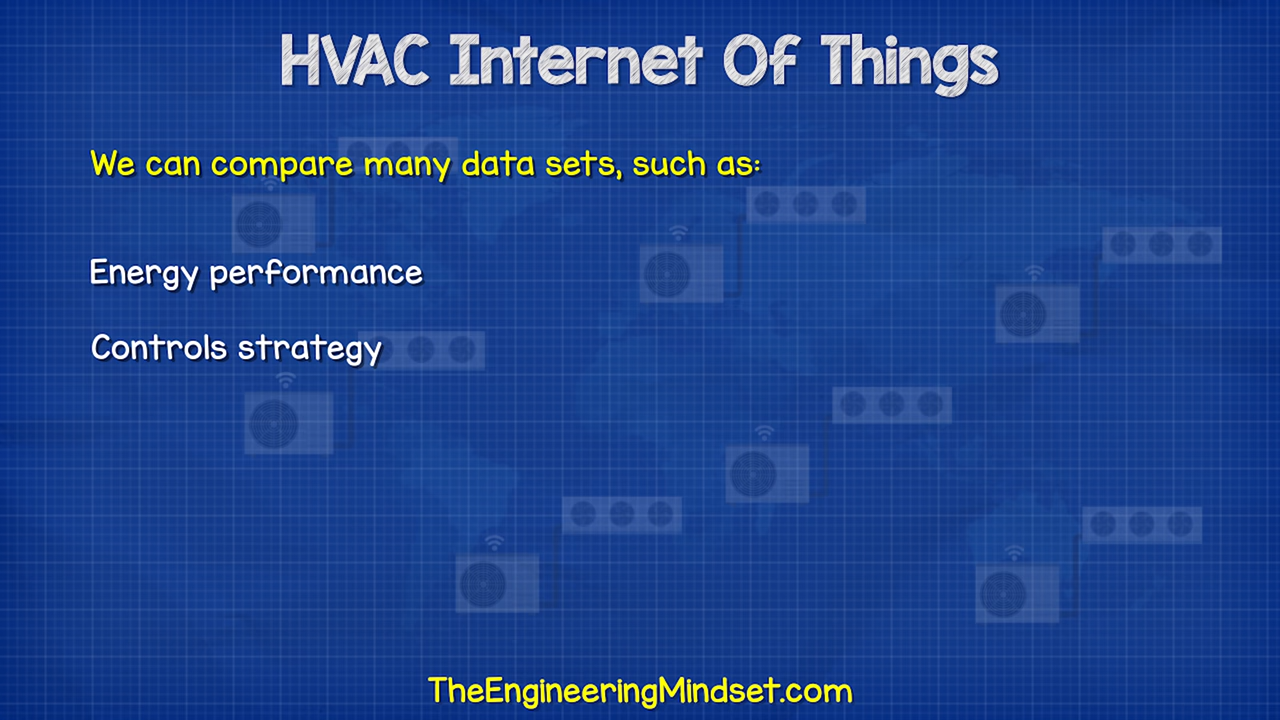 HVAC Internet Of Things
We can compare many data sets, such as:
Energy performance
Controls strategy
TheEngineeringMindset.com